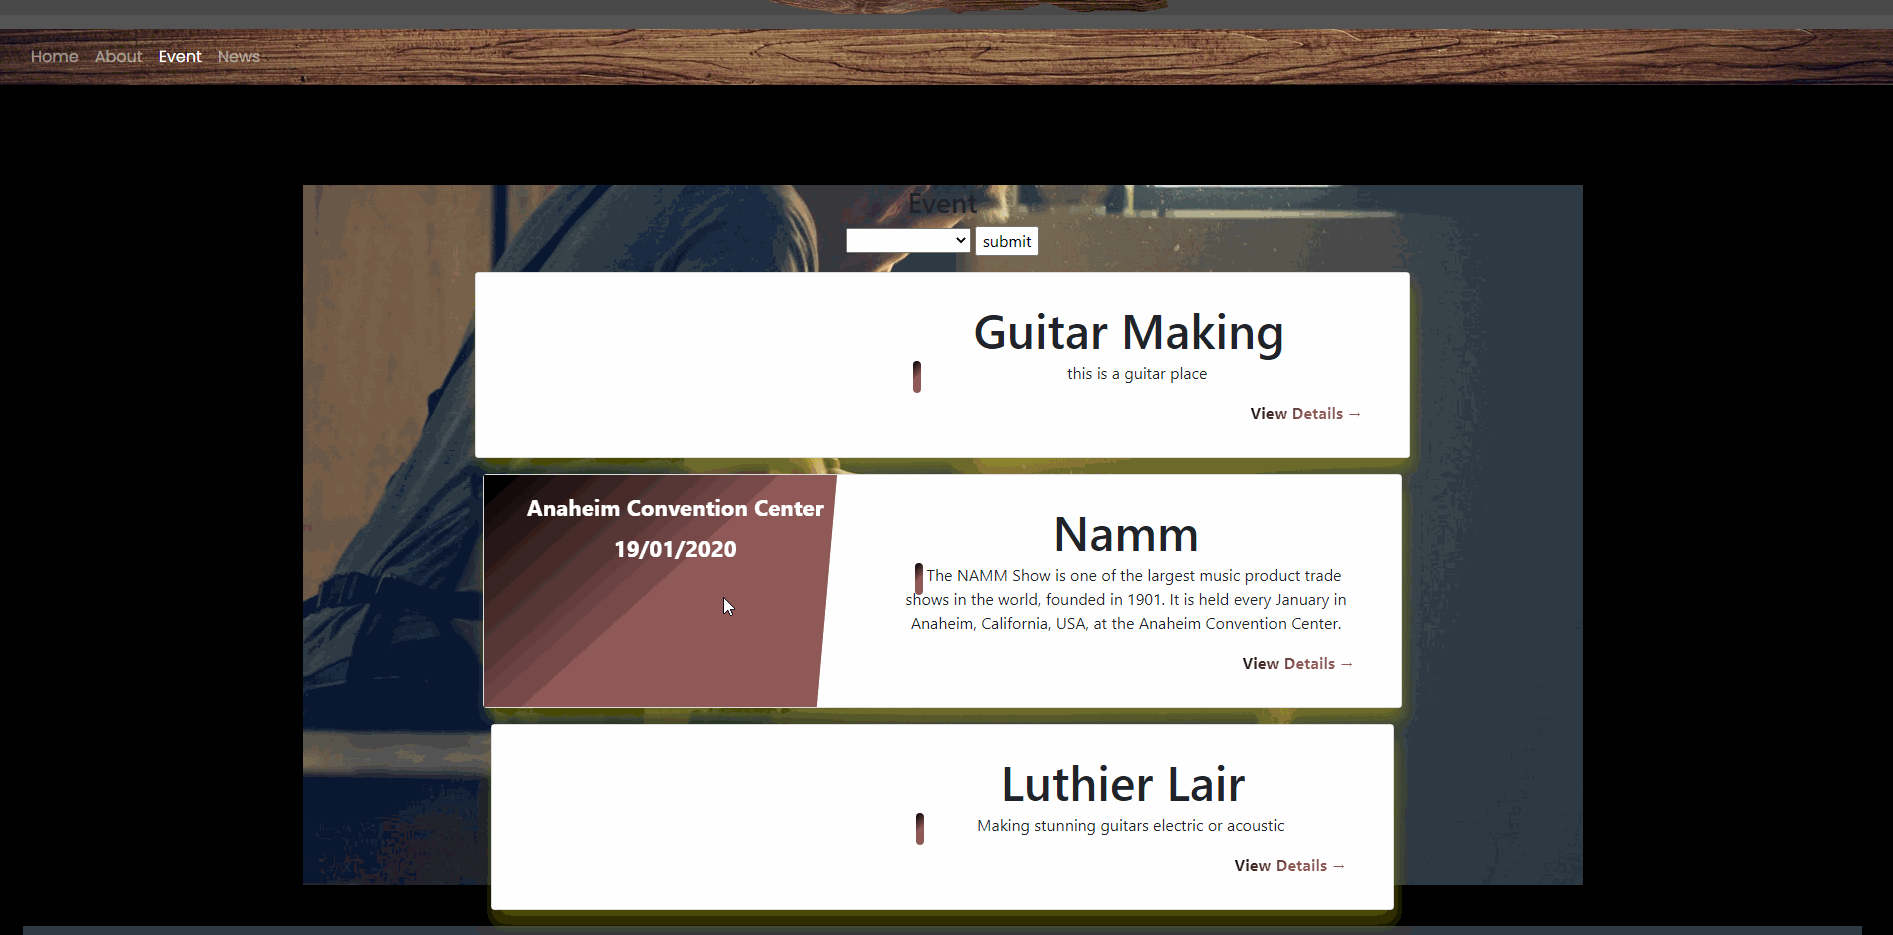 Home About Event News
Event
submit
Guitar Making
this is a guitar place
View Details →
Anaheim Convention Center
19/01/2020
Namm
The NAMM Show is one of the largest music product trade
shows in the world, founded in 1901. It is held every January in
Anaheim, California, USA, at the Anaheim Convention Center.
View Details →
Luthier Lair
Making stunning guitars electric or acoustic
View Details →